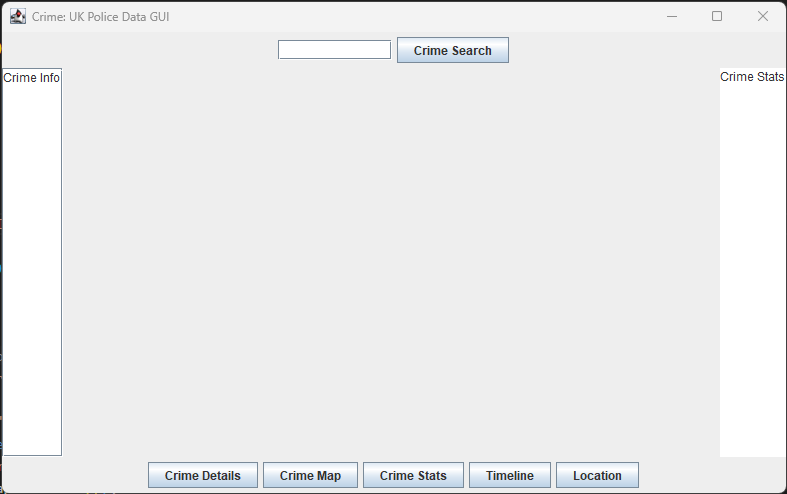 Crime: UK Police Data GUI
Crime Search
Crime Info
Crime Stats
Crime Details
Crime Map
Crime Stats
Timeline
Location